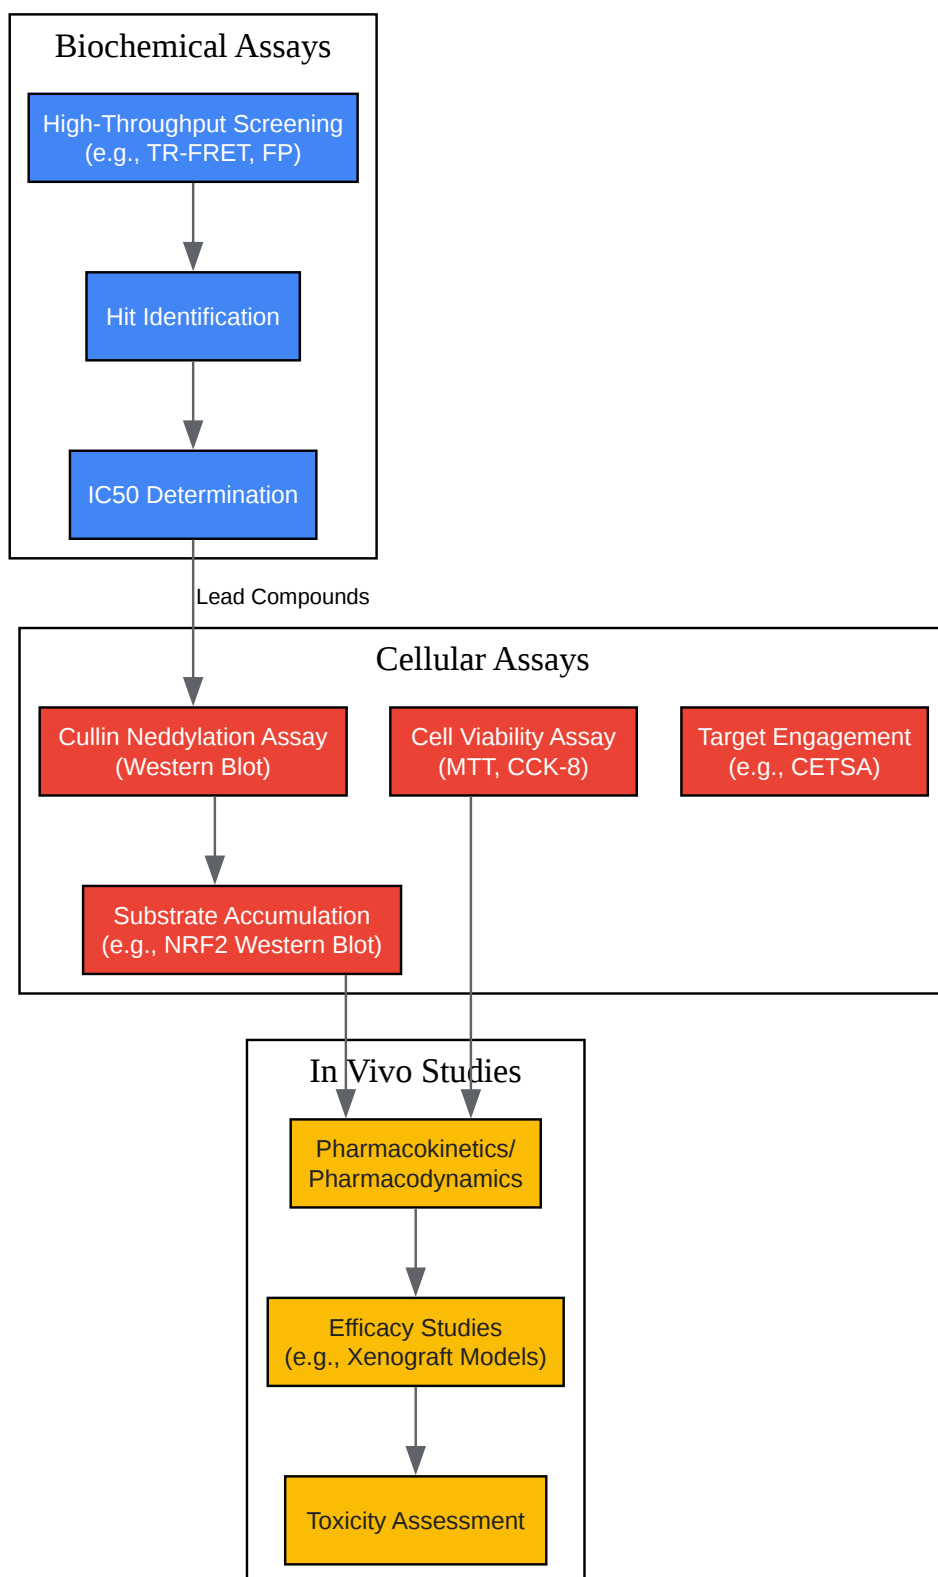 Biochemical Assays
High-Throughput Screening
(e.g., TR-FRET, FP)
Hit Identification
IC50 Determination
Lead Compounds
Cellular Assays
Cullin Neddylation Assay
(Western Blot)
Cell Viability Assay
(MTT, CCK-8)
Target Engagement
(e.g., CETSA)
Substrate Accumulation
(e.g., NRF2 Western Blot)
In Vivo Studies
Pharmacokinetics/
Pharmacodynamics
Efficacy Studies
(e.g., Xenograft Models)
Toxicity Assessment